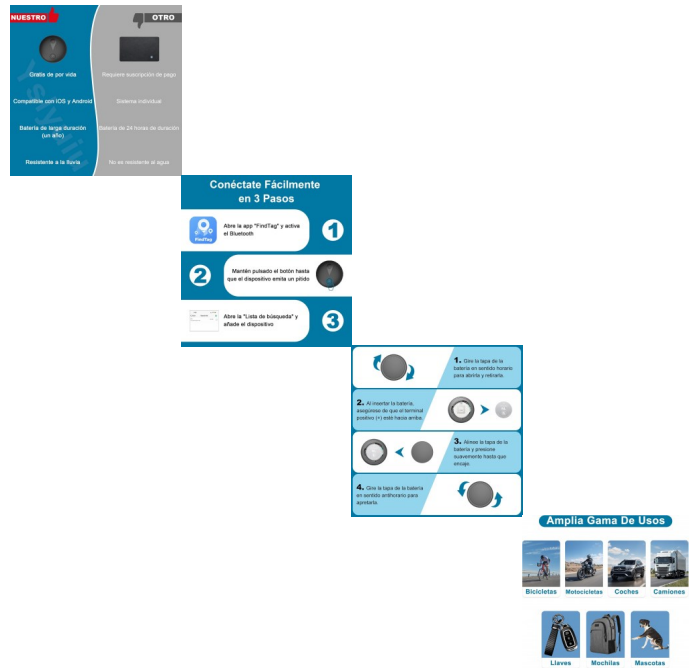 NUESTRO
OTRO
Gratis de por vida
Requiere suscripción de pago
Compatible con iOS y Android
Sistema individual
Batería de larga duración
(un año)
Batería de 24 horas de duración
Resistente a la lluvia
No es resistente al agua
Conéctate Fácilmente
en 3 Pasos
FindTag
Abre la app "FindTag" y activa
el Bluetooth
1
2
Mantén pulsado el botón hasta
que el dispositivo emita un pitido
Abre la "Lista de búsqueda" y
añade el dispositivo
3
1. Gire la tapa de la
batería en sentido horario
para abrirla y retirarla.
2. Al insertar la batería,
asegúrese de que el terminal
positivo (+) está hacia arriba.
3. Alinee la tapa de la
batería y presione
suavemente hasta que
encaje.
4. Gire la tapa de la batería
en sentido antihorario para
apretarla.
Amplia Gama De Usos
Bicicletas
Motocicletas
Coches
Camiones
Llaves
Mochilas
Mascotas